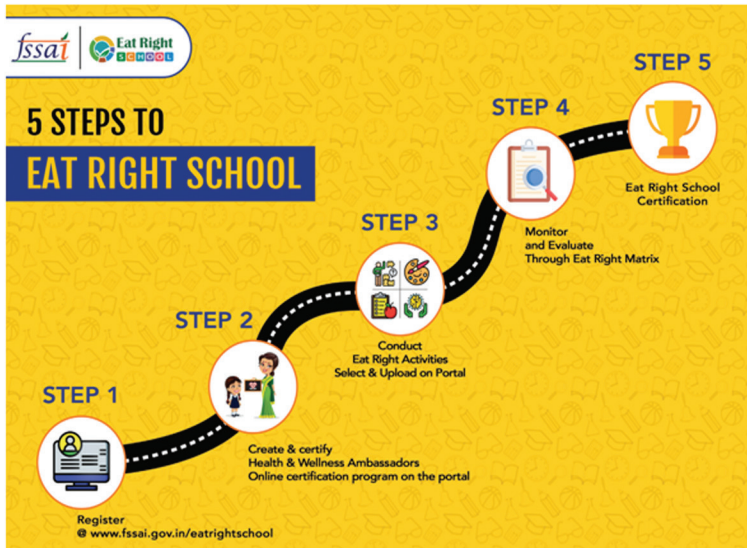 fssai
Eat Right
SCHOOL
5 STEPS TO
EAT RIGHT SCHOOL
STEP 1
Register
@ www.fssai.gov.in/eatrightschool
STEP 2
Create & certify
Health & Wellness Ambassadors
Online certification program on the portal
STEP 3
Conduct
Eat Right Activities
Select & Upload on Portal
STEP 4
Monitor
and Evaluate
Through Eat Right Matrix
STEP 5
Eat Right School
Certification